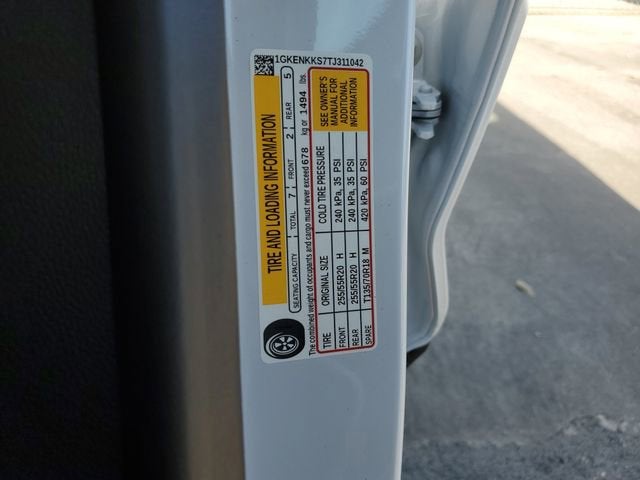 1GKENKKS7TJ311042
TIRE AND LOADING INFORMATION
SEATING CAPACITY TOTAL 7 FRONT 2 REAR 5
The combined weight of occupants and cargo must never exceed 678 kg or 1494 lbs.
TIRE ORIGINAL SIZE COLD TIRE PRESSURE
FRONT 255/55R20 H 240 kPa, 35 PSI
REAR 255/55R20 H 240 kPa, 35 PSI
SPARE T135/70R18 M 420 kPa, 60 PSI
SEE OWNER'S
MANUAL FOR
ADDITIONAL
INFORMATION